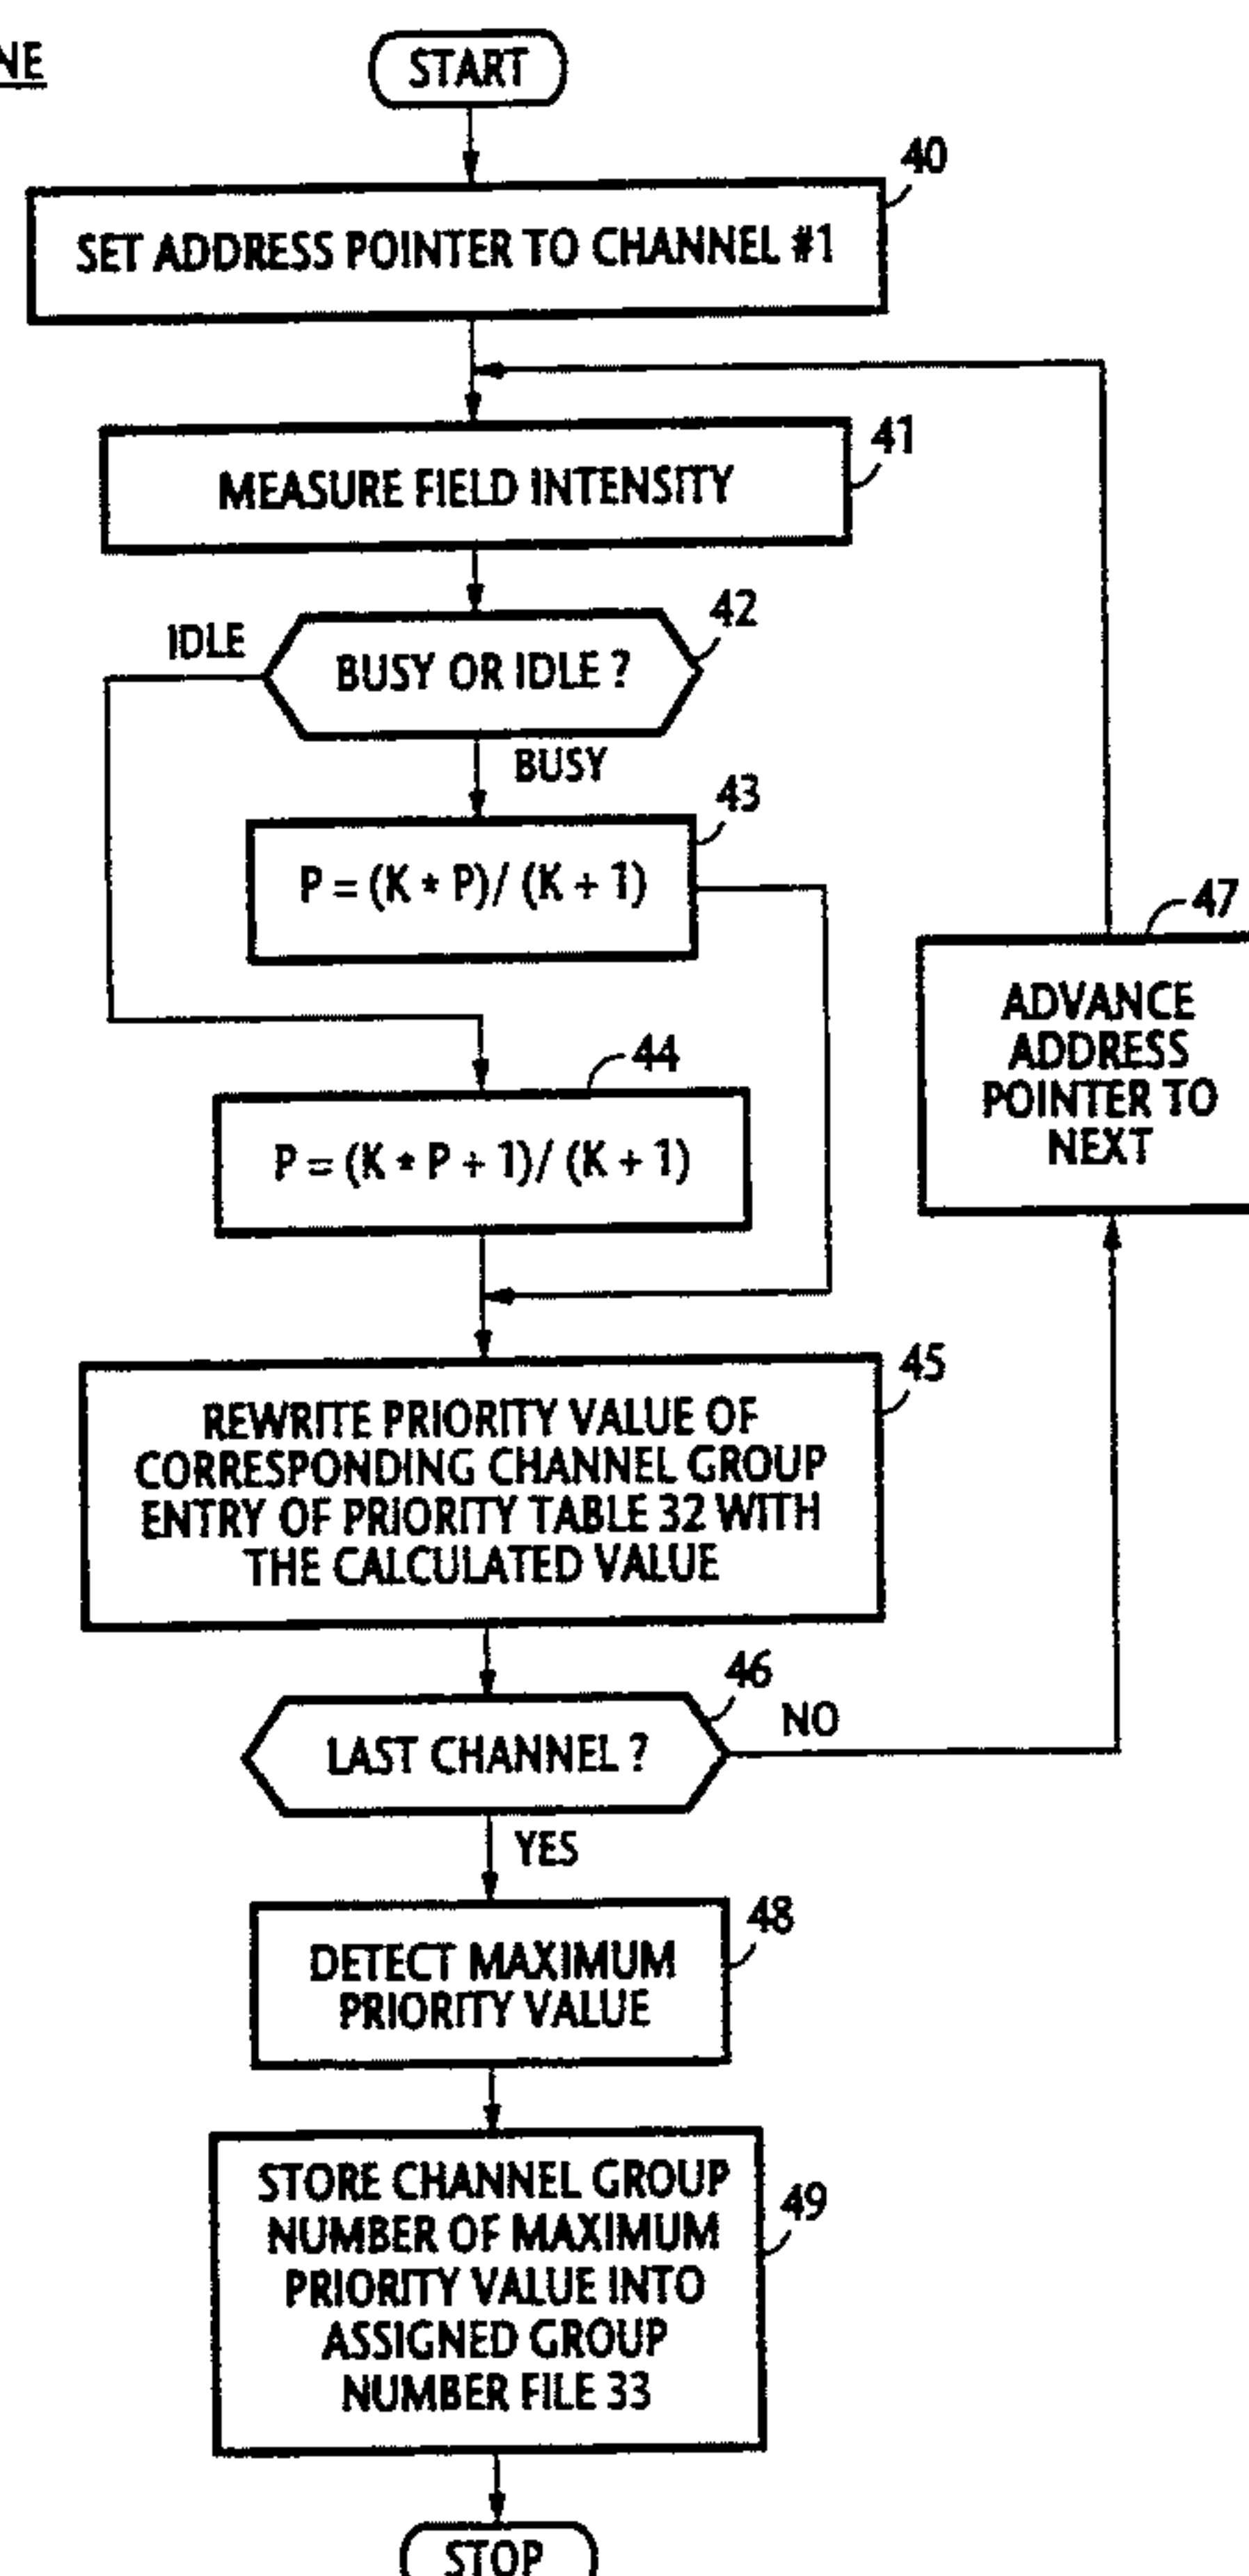 NE
START
40
SET ADDRESS POINTER TO CHANNEL #1
41
MEASURE FIELD INTENSITY
42
IDLE
BUSY OR IDLE ?
BUSY
43
P = (K * P)/ (K + 1)
47
ADVANCE
ADDRESS
POINTER TO
NEXT
44
P = (K * P + 1)/ (K + 1)
45
REWRITE PRIORITY VALUE OF
CORRESPONDING CHANNEL GROUP
ENTRY OF PRIORITY TABLE 32 WITH
THE CALCULATED VALUE
46
NO
LAST CHANNEL ?
YES
48
DETECT MAXIMUM
PRIORITY VALUE
49
STORE CHANNEL GROUP
NUMBER OF MAXIMUM
PRIORITY VALUE INTO
ASSIGNED GROUP
NUMBER FILE 33
STOP